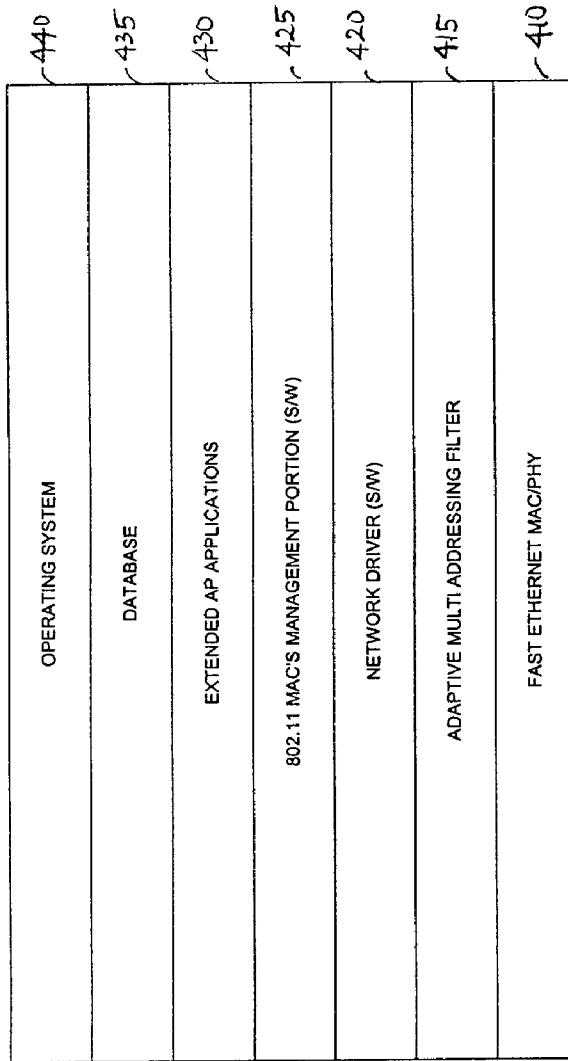 OPERATING SYSTEM
440
DATABASE
435
EXTENDED AP APPLICATIONS
430
802.11 MAC'S MANAGEMENT PORTION (S/W)
425
NETWORK DRIVER (S/W)
420
ADAPTIVE MULTI ADDRESSING FILTER
415
FAST ETHERNET MAC/PHY
410